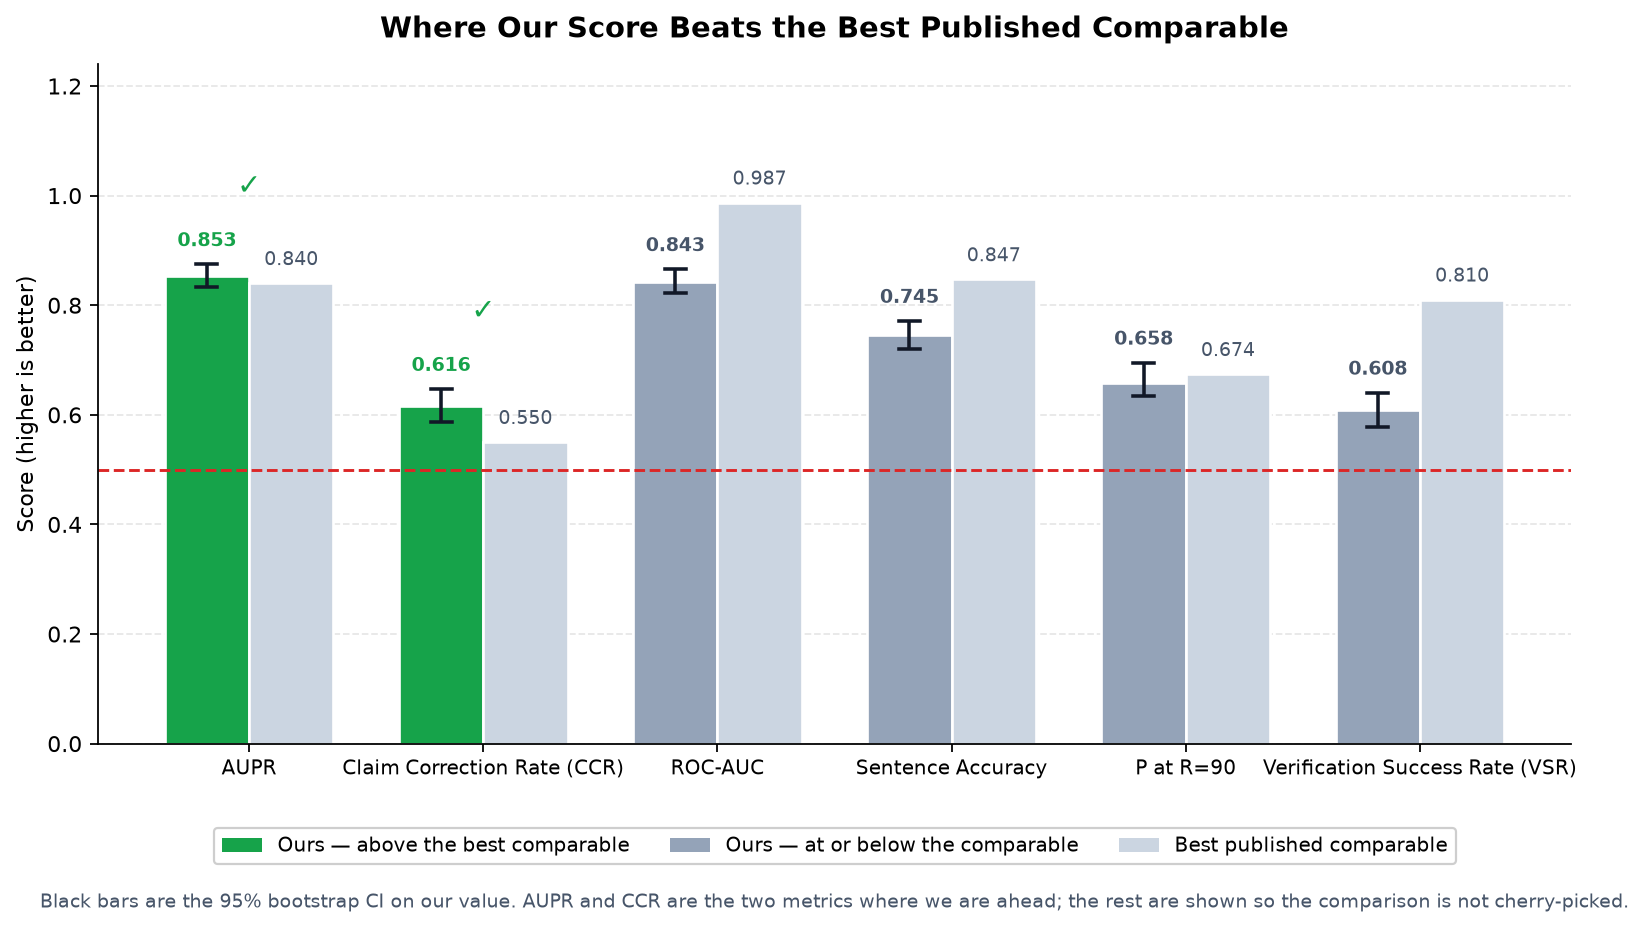 Where Our Score Beats the Best Published Comparable
Score (higher is better)
1.2
1.0
0.8
0.6
0.4
0.2
0.0
✓
0.853
0.840
✓
0.616
0.550
0.843
0.987
0.745
0.847
0.658
0.674
0.608
0.810
AUPR
Claim Correction Rate (CCR)
ROC-AUC
Sentence Accuracy
P at R=90
Verification Success Rate (VSR)
Ours — above the best comparable
Ours — at or below the comparable
Best published comparable
Black bars are the 95% bootstrap CI on our value. AUPR and CCR are the two metrics where we are ahead; the rest are shown so the comparison is not cherry-picked.